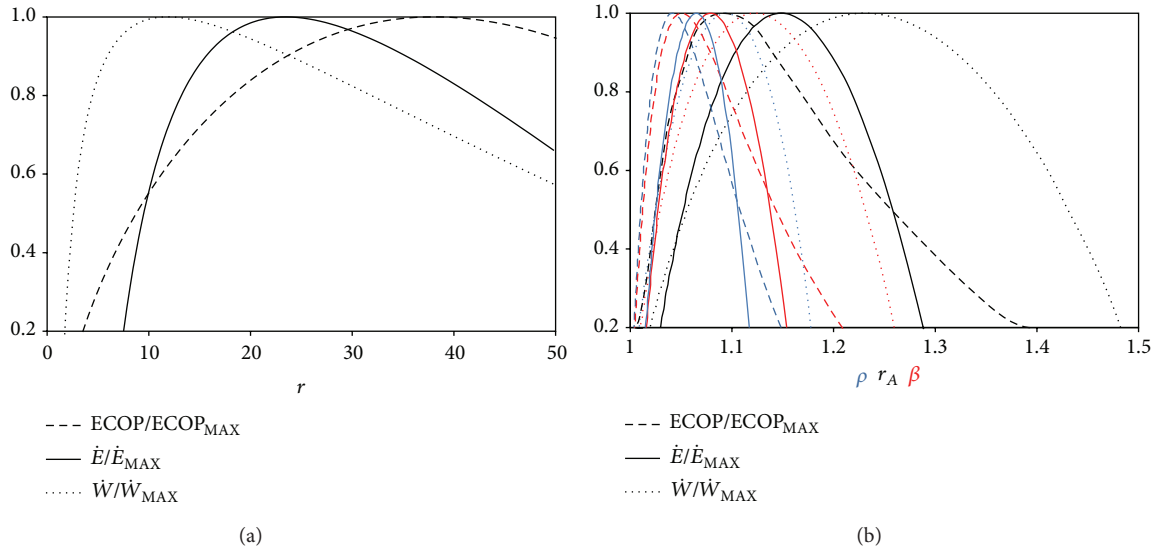 1.0
0.8
0.6
0.4
0.2
0 10 20 30 40 50
r
ECOP/ECOP_MAX
Ė/Ė_MAX
Ẇ/Ẇ_MAX
(a)
1.0
0.8
0.6
0.4
0.2
1 1.1 1.2 1.3 1.4 1.5
ρ r_A β
ECOP/ECOP_MAX
Ė/Ė_MAX
Ẇ/Ẇ_MAX
(b)